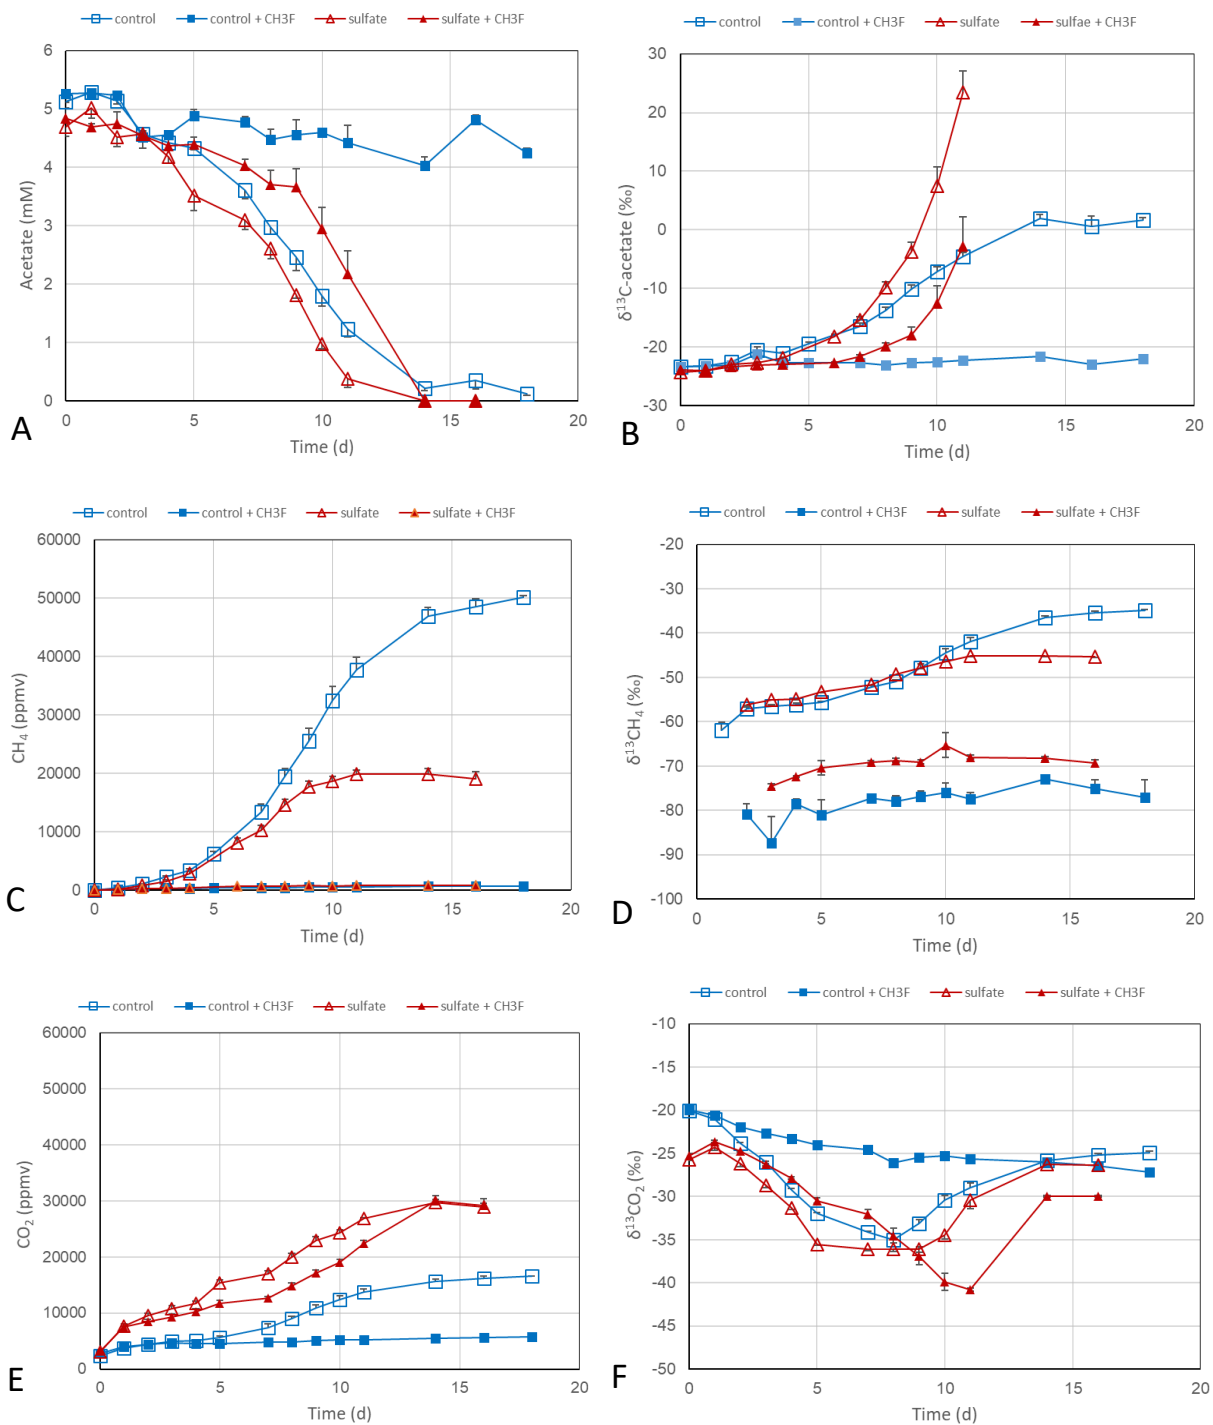 control control + CH3F sulfate sulfate + CH3F
6
5
4
3
2
1
0
Acetate (mM)
0 5 10 15 20
Time (d)
A
control control + CH3F sulfate sulfae + CH3F
30
20
10
0
-10
-20
-30
δ¹³C-acetate (‰)
0 5 10 15 20
Time (d)
B
control control + CH3F sulfate sulfate + CH3F
60000
50000
40000
30000
20000
10000
0
CH₄ (ppmv)
0 5 10 15 20
Time (d)
C
control control + CH3F sulfate sulfate + CH3F
-20
-30
-40
-50
-60
-70
-80
-90
-100
δ¹³CH₄ (‰)
0 5 10 15 20
Time (d)
D
control control + CH3F sulfate sulfate + CH3F
60000
50000
40000
30000
20000
10000
0
CO₂ (ppmv)
0 5 10 15 20
Time (d)
E
control control + CH3F sulfate sulfate + CH3F
-10
-15
-20
-25
-30
-35
-40
-45
-50
δ¹³CO₂ (‰)
0 5 10 15 20
Time (d)
F